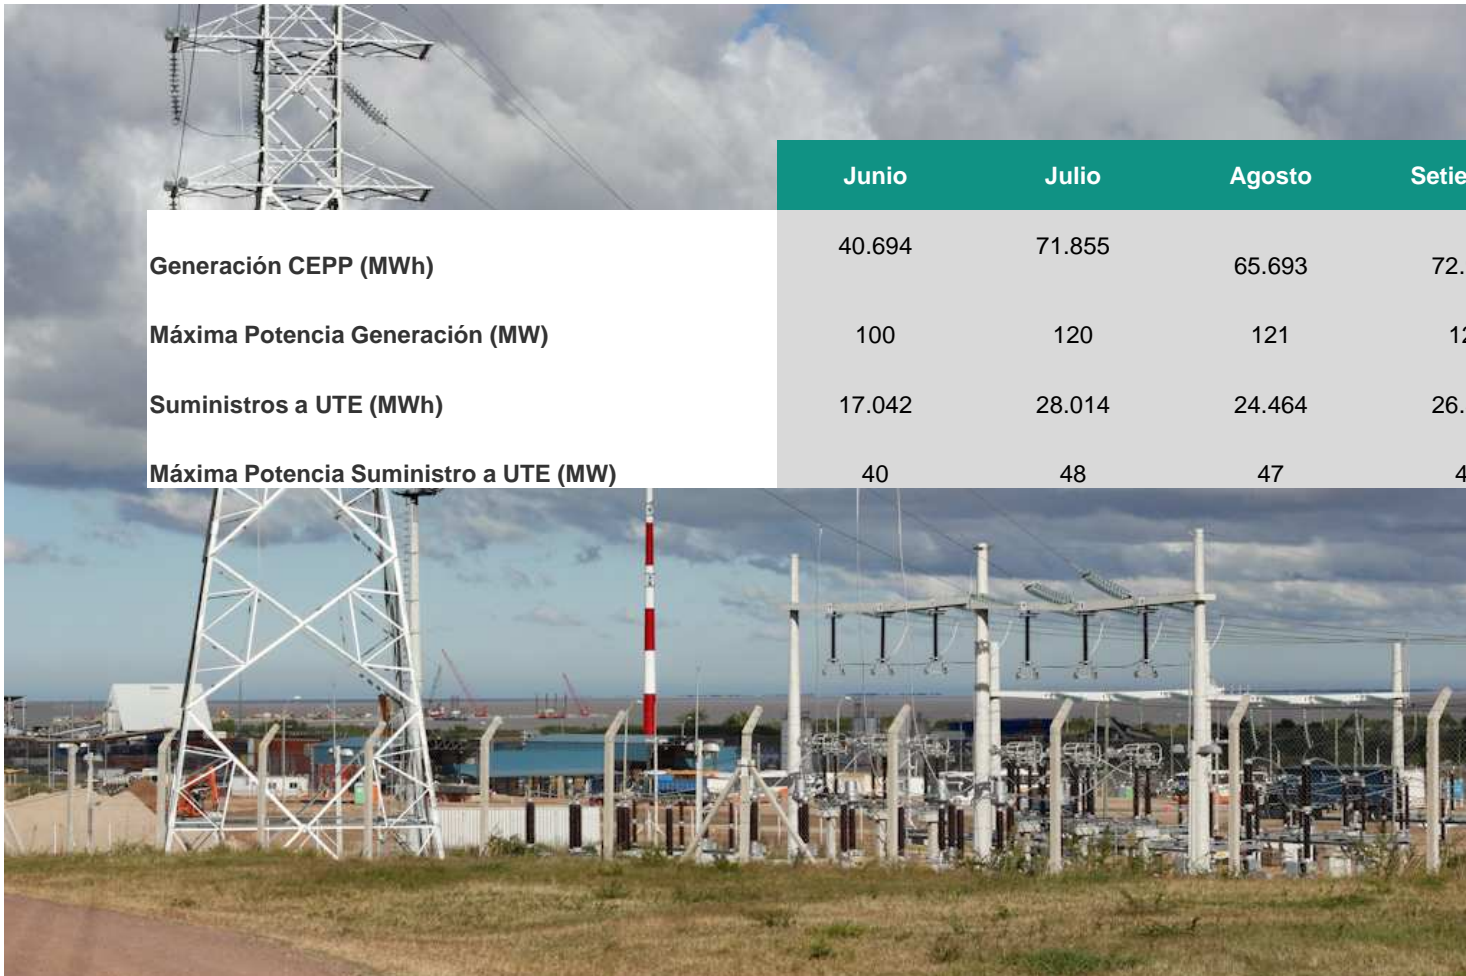 Junio Julio Agosto
Generación CEPP (MWh) 40.694 71.855 65.693
Máxima Potencia Generación (MW) 100 120 121
Suministros a UTE (MWh) 17.042 28.014 24.464
Máxima Potencia Suministro a UTE (MW) 40 48 47